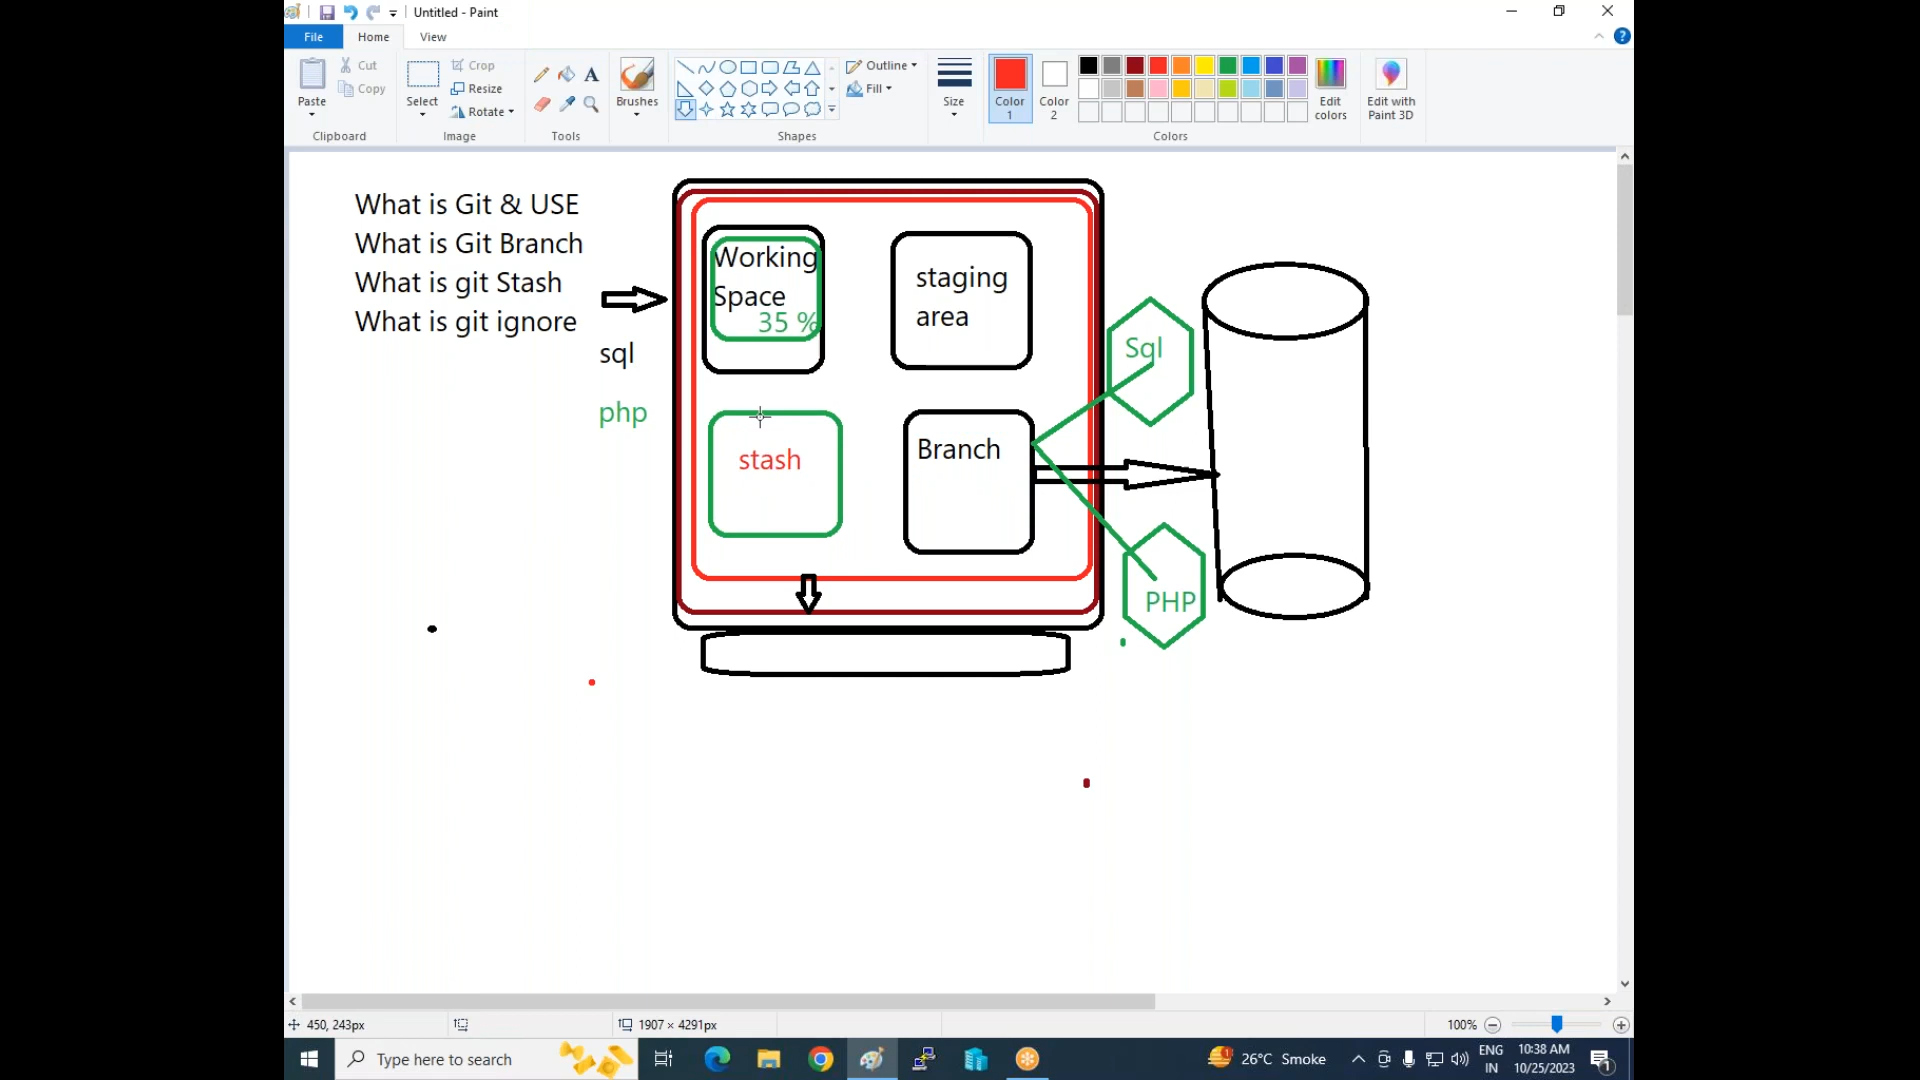 Untitled - Paint
File
Home
View
Paste
Cut
Copy
Clipboard
Select
Crop
Resize
Rotate
Image
Tools
Brushes
Shapes
Outline
Fill
Size
Color 1
Color 2
Edit colors
Colors
Edit with Paint 3D
What is Git & USE
What is Git Branch
What is git Stash
What is git ignore
sql
php
Working
Space
35 %
staging
area
stash
Branch
Sql
PHP
450, 243px
1907 × 4291px
100%
Type here to search
26°C Smoke
ENG
IN
10:38 AM
10/25/2023
1